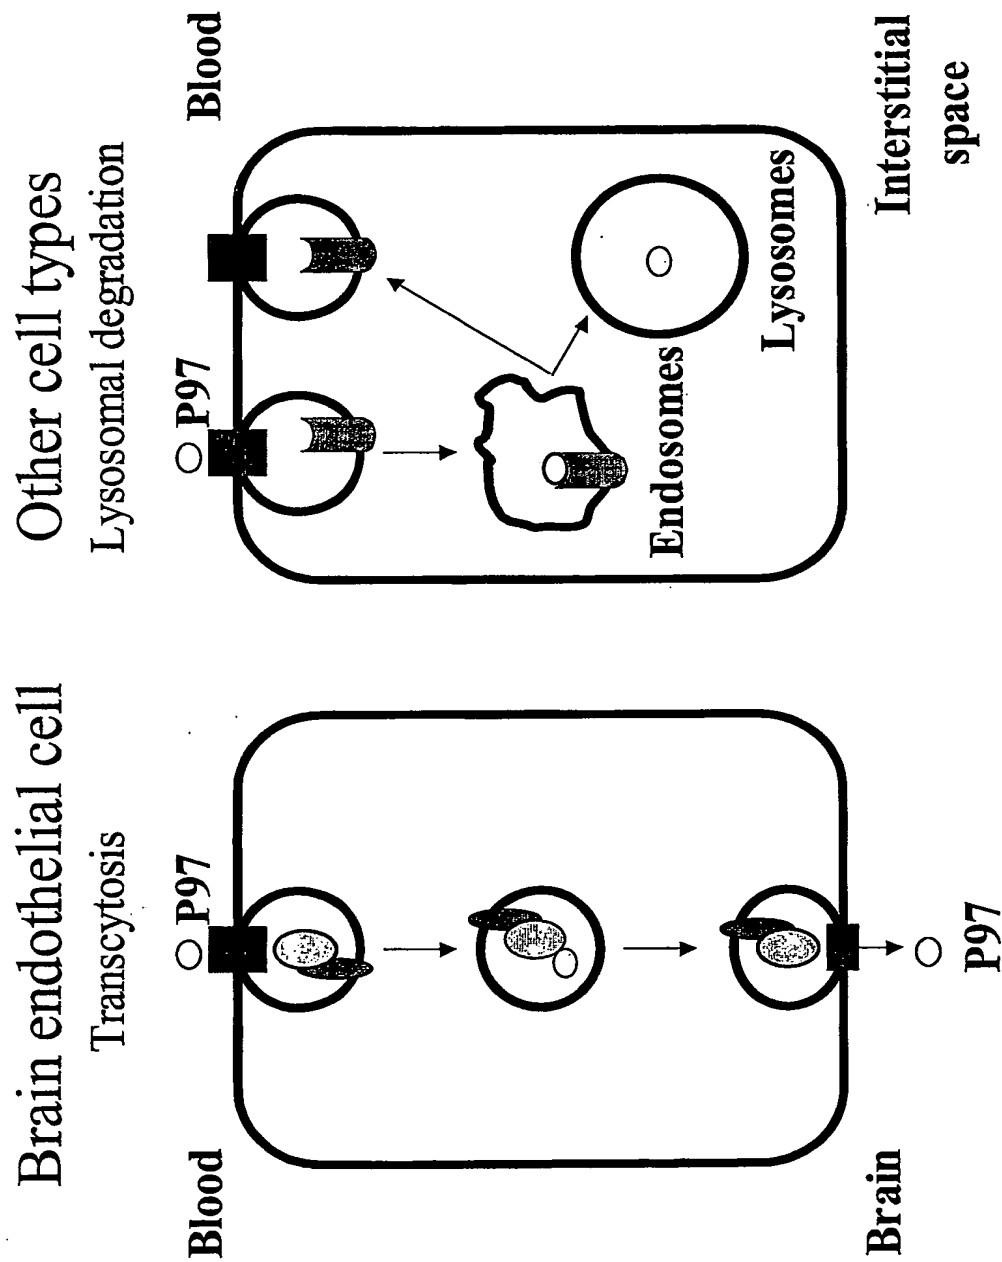 Brain endothelial cell
Transcytosis
Blood
P97
Brain
P97
Other cell types
Lysosomal degradation
P97
Blood
Endosomes
Lysosomes
Interstitial
space